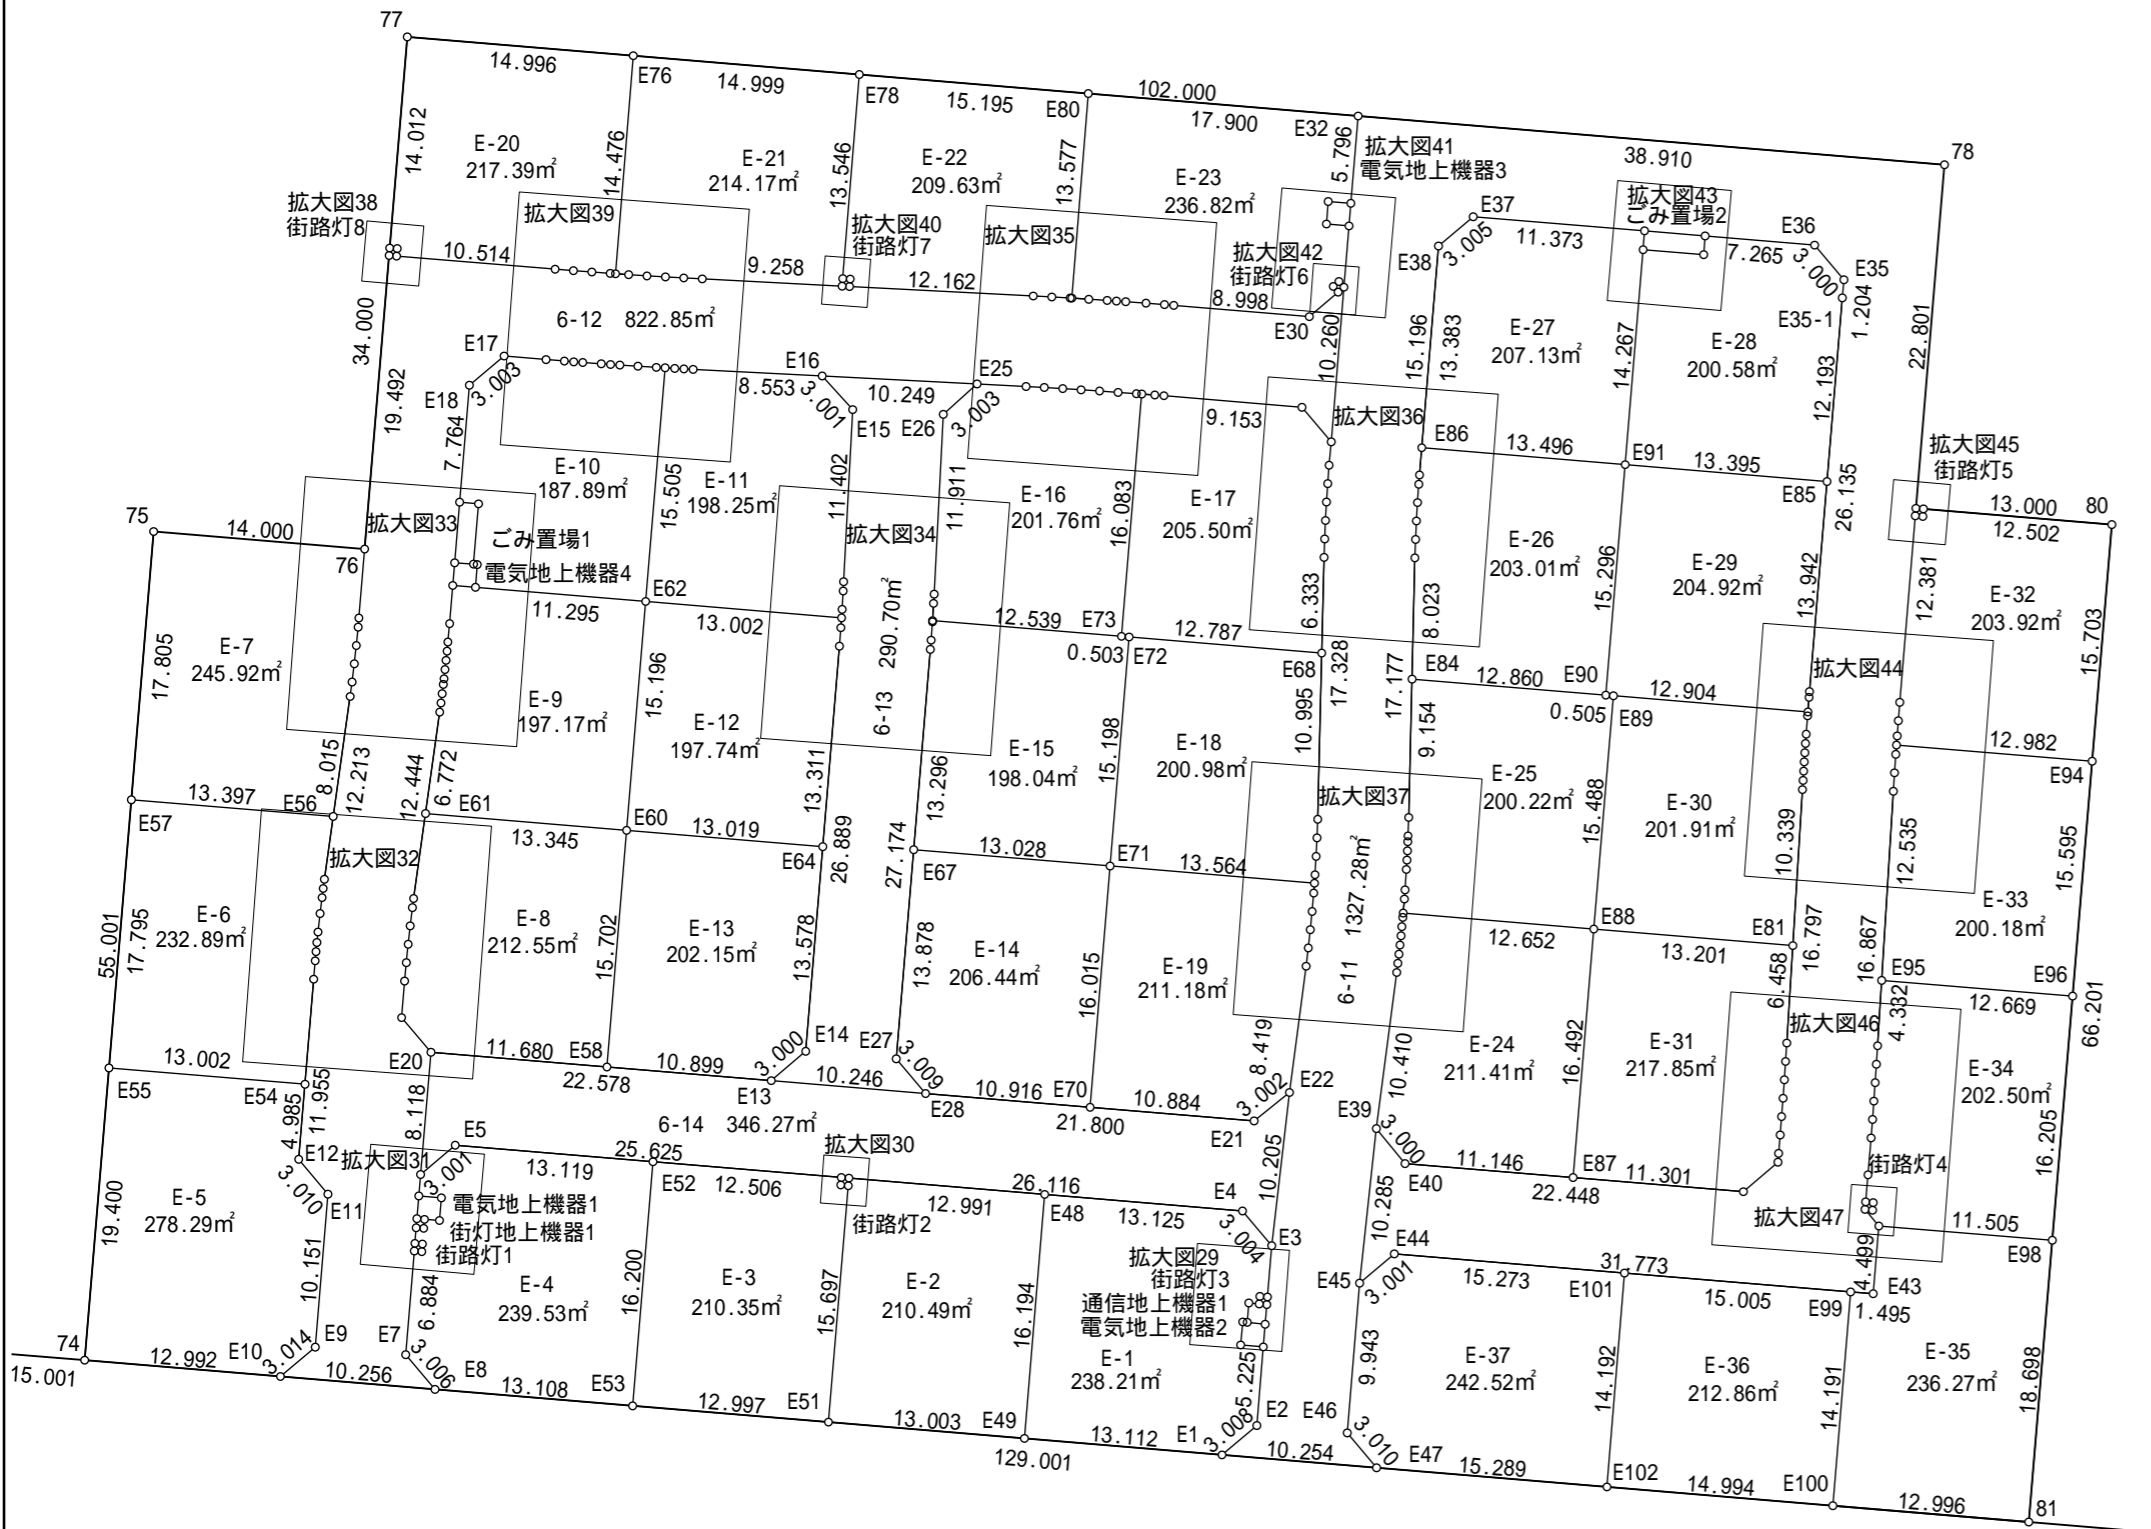 77
14.996
E76
14.999
E78
15.195
E80
102.000
17.900
E32
拡大図41
電気地上機器3
5.796
38.910
78
14.012
E-20
217.39㎡
14.476
E-21
214.17㎡
13.546
E-22
209.63㎡
13.577
E-23
236.82㎡
拡大図43
ごみ置場2
拡大図38
街路灯8
拡大図39
拡大図40
街路灯7
拡大図35
拡大図42
街路灯6
E37
11.373
E36
7.265
3.000
E35
1.204
E35-1
3.005
E38
10.514
9.258
12.162
8.998
E30
10.260
34.000
6-12 822.85㎡
E17
3.003
E18
19.492
7.764
E16
8.553
3.001
E15
10.249
E25
E26
3.003
9.153
拡大図36
15.196
13.383
E-27
207.13㎡
14.267
E-28
200.58㎡
12.193
22.801
E86
13.496
E91
13.395
E85
26.135
拡大図45
街路灯5
13.000
80
12.502
75
14.000
76
拡大図33
ごみ置場1
電気地上機器4
E-10
187.89㎡
15.505
E-11
198.25㎡
11.402
拡大図34
11.911
E-16
201.76㎡
16.083
E-17
205.50㎡
6.333
8.023
E-26
203.01㎡
15.296
E-29
204.92㎡
13.942
12.381
E-32
203.92㎡
15.703
E62
11.295
13.002
6-13 290.70㎡
12.539
E73
0.503
E72
12.787
E68
17.328
17.177
E84
12.860
E90
0.505
E89
12.904
拡大図44
17.805
E-7
245.92㎡
8.015
12.213
12.444
6.772
E-9
197.17㎡
15.196
E-12
197.74㎡
13.311
E-15
198.04㎡
13.296
15.198
E-18
200.98㎡
10.995
9.154
E-25
200.22㎡
15.488
E-30
201.91㎡
10.339
12.982
E94
12.535
15.595
E57
13.397
E56
E61
13.345
E60
13.019
E64
26.889
27.174
E67
13.028
E71
13.564
拡大図37
拡大図32
55.001
17.795
E-6
232.89㎡
E-8
212.55㎡
15.702
E-13
202.15㎡
13.578
13.878
E-14
206.44㎡
16.015
E-19
211.18㎡
8.419
6-11 1327.28㎡
12.652
E88
13.201
E81
16.797
6.458
16.867
E95
4.332
12.669
E96
E-33
200.18㎡
66.201
拡大図46
E55
13.002
E54
11.955
4.985
E20
11.680
E58
22.578
10.899
3.000
E14
E13
10.246
E27
3.009
E28
10.916
E70
21.800
10.884
3.002
E22
E21
10.410
E39
3.000
E40
E-24
211.41㎡
16.492
E-31
217.85㎡
11.146
E87
22.448
11.301
E-34
202.50㎡
16.205
街路灯4
拡大図47
11.505
E98
E12
3.010
E11
拡大図31
8.118
E5
3.001
13.119
6-14 346.27㎡
25.625
E52
12.506
拡大図30
街路灯2
12.991
26.116
E48
13.125
E4
3.004
E3
10.205
10.285
E44
E45
3.001
15.273
31.773
E101
15.005
E99
1.495
E43
4.499
19.400
E-5
278.29㎡
10.151
電気地上機器1
街灯地上機器1
街路灯1
6.884
E-4
239.53㎡
16.200
E-3
210.35㎡
15.697
E-2
210.49㎡
16.194
拡大図29
街路灯3
通信地上機器1
電気地上機器2
E-1
238.21㎡
5.225
9.943
E-37
242.52㎡
14.192
E-36
212.86㎡
14.191
E-35
236.27㎡
18.698
74
15.001
12.992
E10
3.014
E9
10.256
E7
3.006
E8
13.108
E53
12.997
E51
13.003
E49
129.001
13.112
E1
3.008
E2
10.254
E46
3.010
E47
15.289
E102
14.994
E100
12.996
81